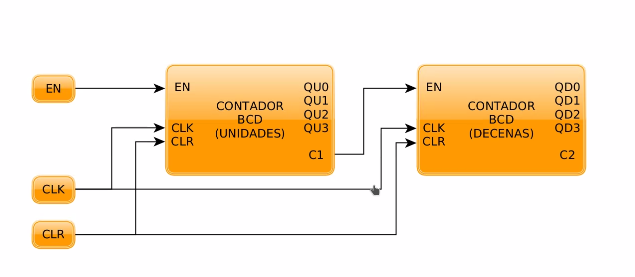 EN
EN
QU0
QU1
QU2
QU3
CONTADOR
BCD
(UNIDADES)
CLK
CLR
C1
EN
QD0
QD1
QD2
QD3
CONTADOR
BCD
(DECENAS)
CLK
CLR
C2
CLK
CLR